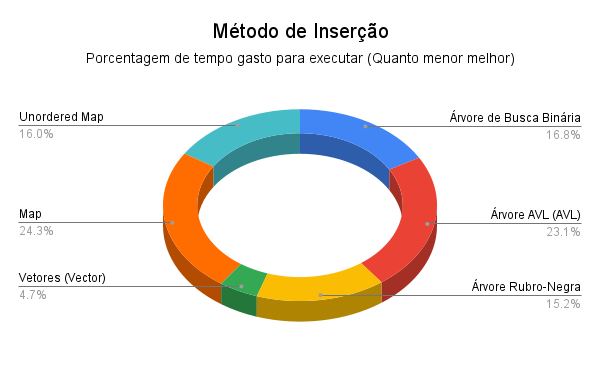 Método de Inserção
Porcentagem de tempo gasto para executar (Quanto menor melhor)
Unordered Map
16.0%
Árvore de Busca Binária
16.8%
Map
24.3%
Árvore AVL (AVL)
23.1%
Vetores (Vector)
4.7%
Árvore Rubro-Negra
15.2%